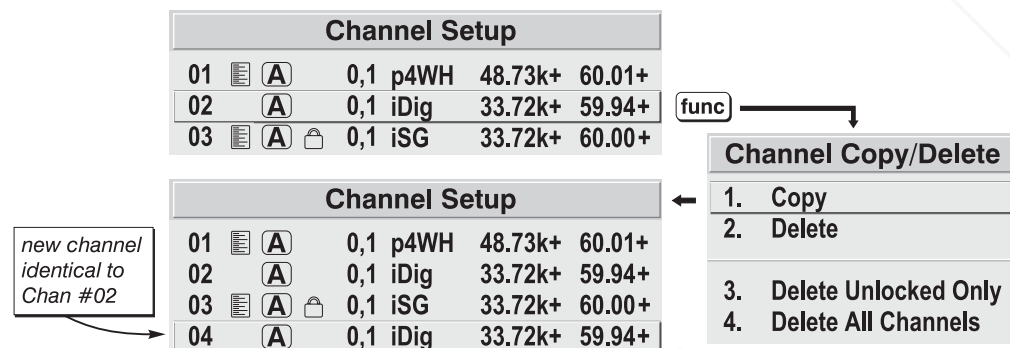 Channel Setup
01 A 0,1 p4WH 48.73k+ 60.01+
02 A 0,1 iDig 33.72k+ 59.94+
03 A 0,1 iSG 33.72k+ 60.00+
func
Channel Copy/Delete
1. Copy
2. Delete
3. Delete Unlocked Only
4. Delete All Channels
Channel Setup
01 A 0,1 p4WH 48.73k+ 60.01+
02 A 0,1 iDig 33.72k+ 59.94+
03 A 0,1 iSG 33.72k+ 60.00+
04 A 0,1 iDig 33.72k+ 59.94+
new channel
identical to
Chan #02